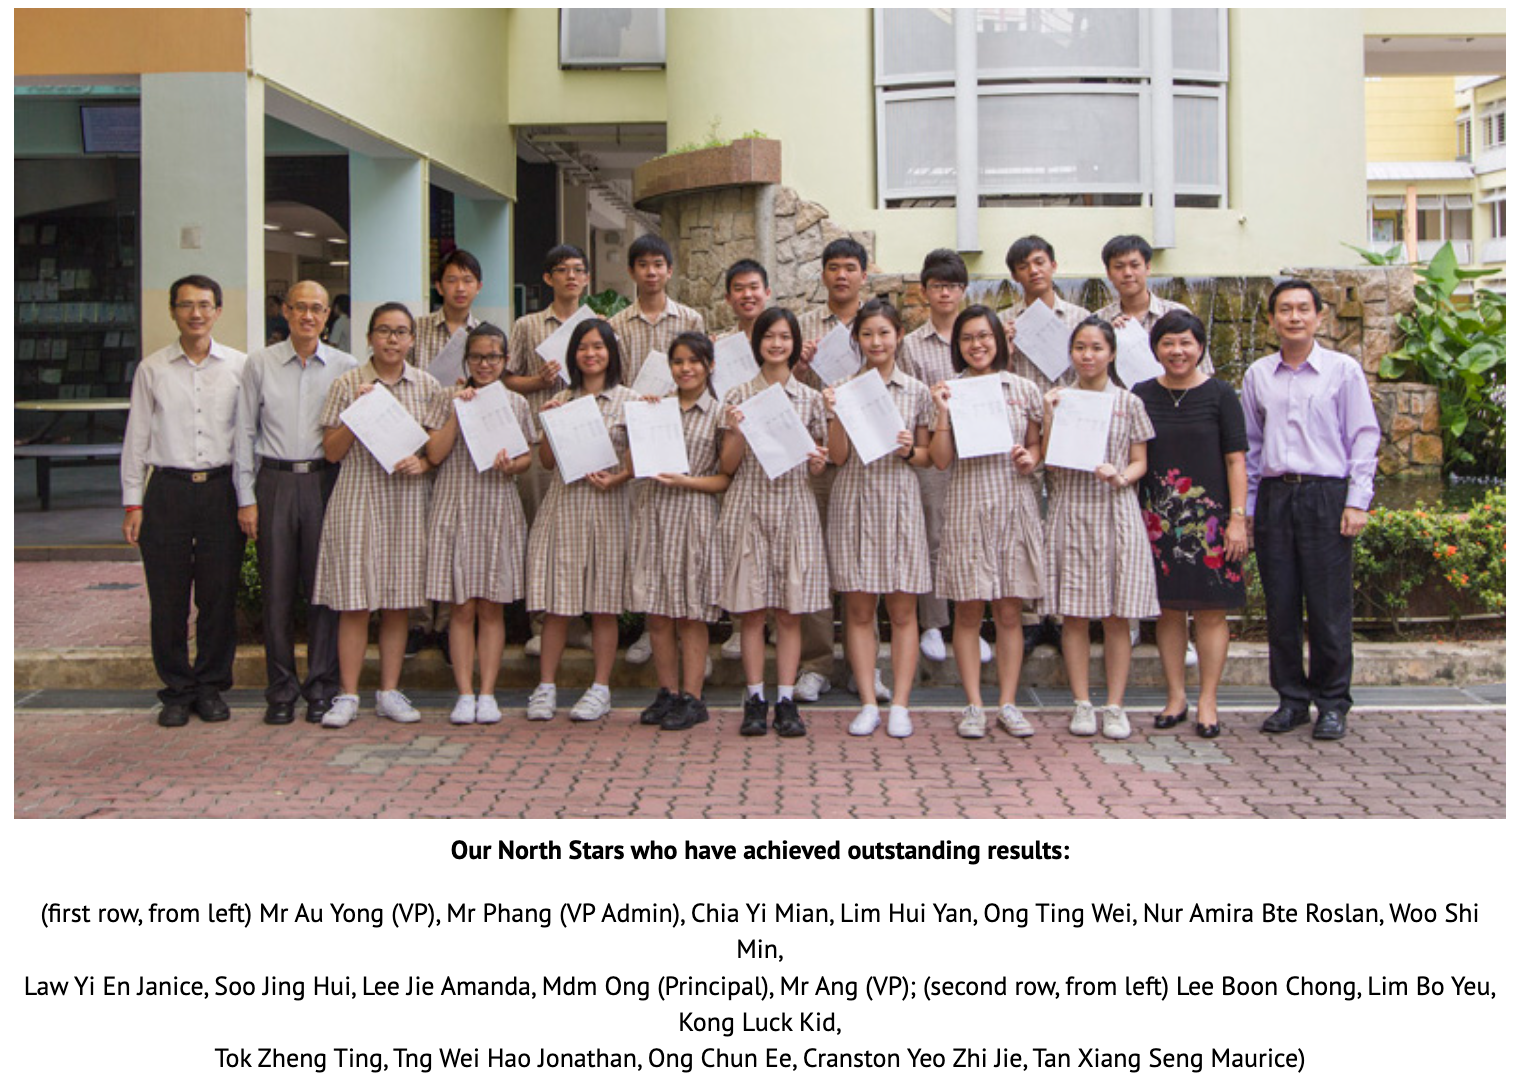 Our North Stars who have achieved outstanding results:
(first row, from left) Mr Au Yong (VP), Mr Phang (VP Admin), Chia Yi Mian, Lim Hui Yan, Ong Ting Wei, Nur Amira Bte Roslan, Woo Shi
Min,
Law Yi En Janice, Soo Jing Hui, Lee Jie Amanda, Mdm Ong (Principal), Mr Ang (VP); (second row, from left) Lee Boon Chong, Lim Bo Yeu,
Kong Luck Kid,
Tok Zheng Ting, Tng Wei Hao Jonathan, Ong Chun Ee, Cranston Yeo Zhi Jie, Tan Xiang Seng Maurice)